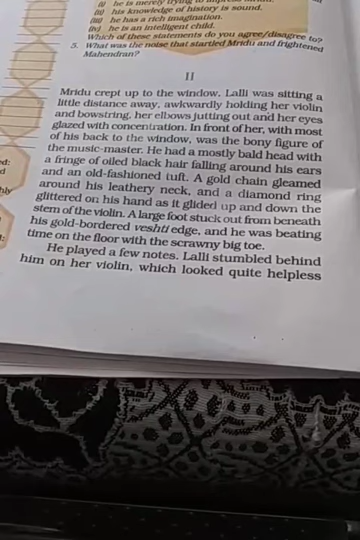 (i) he is merely trying to impress
(ii) his knowledge of history is sound.
(iii) he has a rich imagination.
(iv) he is an intelligent child.
Which of these statements do you agree/disagree to?
5. What was the noise that startled Mridu and frightened
Mahendran?
II
Mridu crept up to the window. Lalli was sitting a
little distance away, awkwardly holding her violin
and bowstring, her elbows jutting out and her eyes
glazed with concentration. In front of her, with most
of his back to the window, was the bony figure of
the music-master. He had a mostly bald head with
a fringe of oiled black hair falling around his ears
and an old-fashioned tuft. A gold chain gleamed
around his leathery neck, and a diamond ring
glittered on his hand as it glided up and down the
stem of the violin. A large foot stuck out from beneath
his gold-bordered veshti edge, and he was beating
time on the floor with the scrawny big toe.
He played a few notes. Lalli stumbled behind
him on her violin, which looked quite helpless